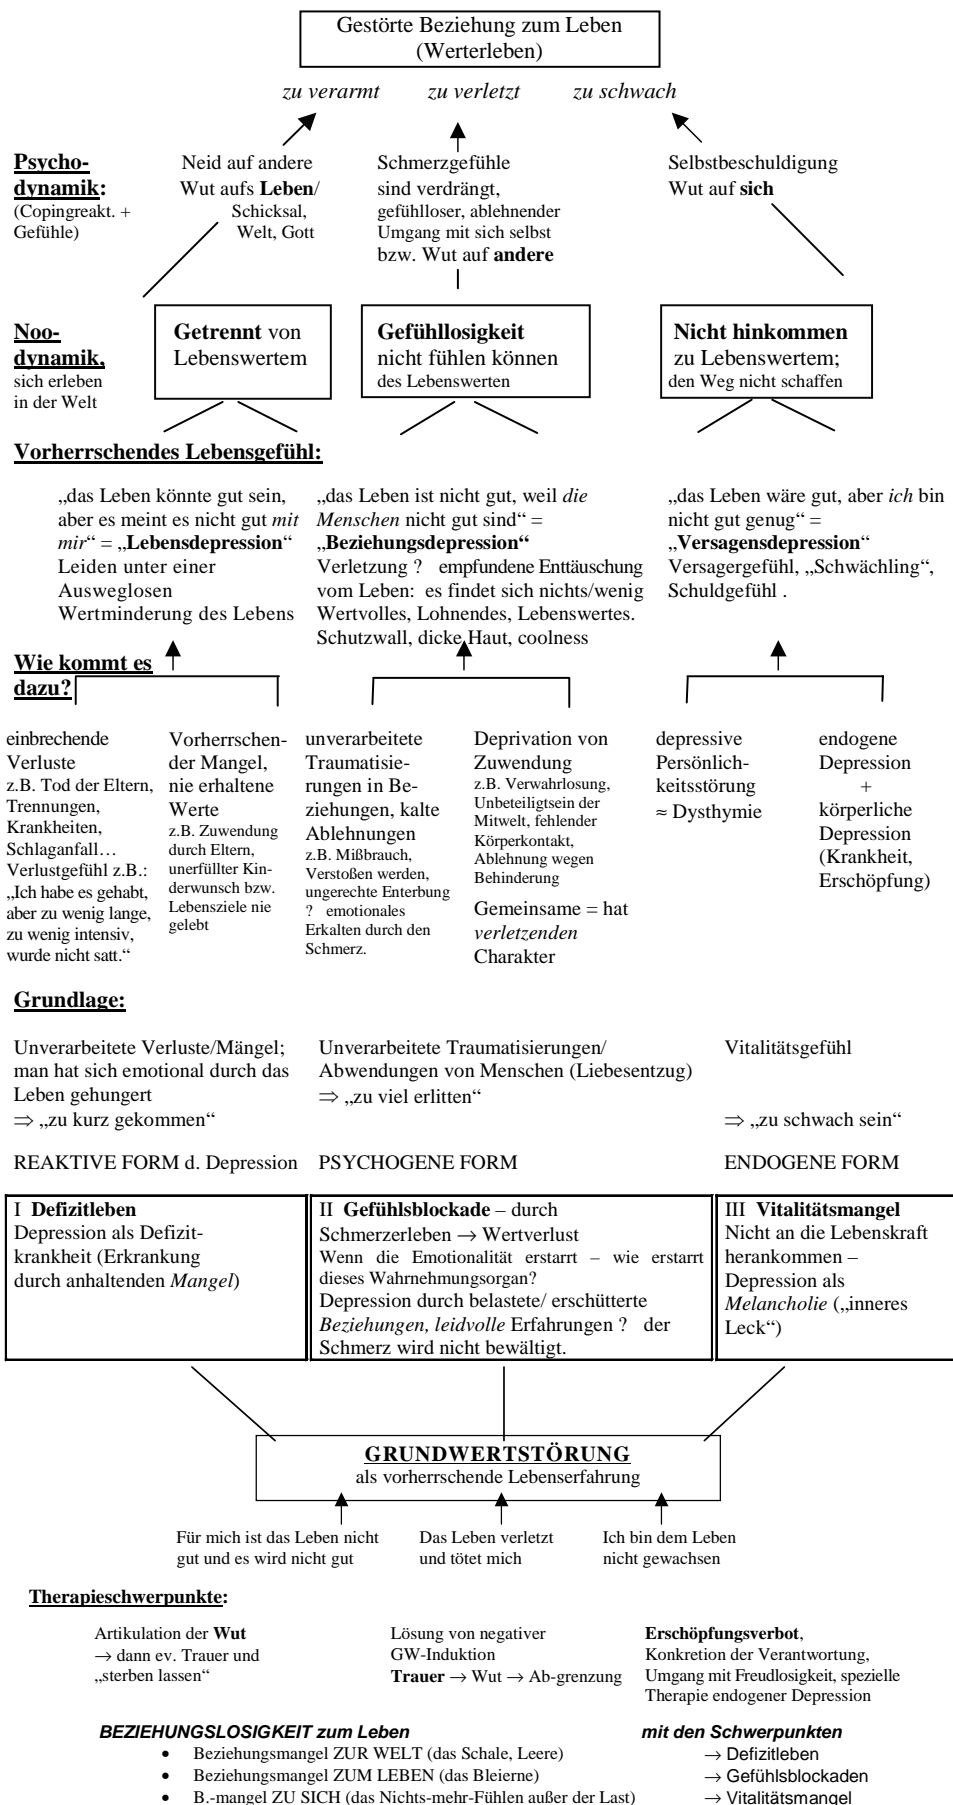 Gestörte Beziehung zum Leben
(Werterleben)
zu verarmt zu verletzt zu schwach
Psycho-
dynamik:
(Copingreakt. +
Gefühle)
Neid auf andere
Wut aufs Leben/
Schicksal,
Welt, Gott
Schmerzgefühle
sind verdrängt,
gefühlloser, ablehnender
Umgang mit sich selbst
bzw. Wut auf andere
Selbstbeschuldigung
Wut auf sich
Noo-
dynamik,
sich erleben
in der Welt
Getrennt von
Lebenswertem
Gefühllosigkeit
nicht fühlen können
des Lebenswerten
Nicht hinkommen
zu Lebenswertem;
den Weg nicht schaffen
Vorherrschendes Lebensgefühl:
„das Leben könnte gut sein,
aber es meint es nicht gut mit
mir“ = „Lebensdepression“
Leiden unter einer
Ausweglosen
Wertminderung des Lebens
„das Leben ist nicht gut, weil die
Menschen nicht gut sind“ =
„Beziehungsdepression“
Verletzung ? empfundene Enttäuschung
vom Leben: es findet sich nichts/wenig
Wertvolles, Lohnendes, Lebenswertes.
Schutzwall, dicke Haut, coolness
„das Leben wäre gut, aber ich bin
nicht gut genug“ =
„Versagensdepression“
Versagergefühl, „Schwächling“,
Schuldgefühl .
Wie kommt es
dazu?
einbrechende
Verluste
z.B. Tod der Eltern,
Trennungen,
Krankheiten,
Schlaganfall…
Verlustgefühl z.B.:
„Ich habe es gehabt,
aber zu wenig lange,
zu wenig intensiv,
wurde nicht satt.“
Vorherrschen-
der Mangel,
nie erhaltene
Werte
z.B. Zuwendung
durch Eltern,
unerfüllter Kin-
derwunsch bzw.
Lebensziele nie
gelebt
unverarbeitete
Traumatisie-
rungen in Be-
ziehungen, kalte
Ablehnungen
z.B. Mißbrauch,
Verstoßen werden,
ungerechte Enterbung
? emotionales
Erkalten durch den
Schmerz.
Deprivation von
Zuwendung
z.B. Verwahrlosung,
Unbeteiligtsein der
Mitwelt, fehlender
Körperkontakt,
Ablehnung wegen
Behinderung
Gemeinsame = hat
verletzenden
Charakter
depressive
Persönlich-
keitsstörung
≈ Dysthymie
endogene
Depression
+
körperliche
Depression
(Krankheit,
Erschöpfung)
Grundlage:
Unverarbeitete Verluste/Mängel;
man hat sich emotional durch das
Leben gehungert
⇒ „zu kurz gekommen“
Unverarbeitete Traumatisierungen/
Abwendungen von Menschen (Liebesentzug)
⇒ „zu viel erlitten“
Vitalitätsgefühl
⇒ „zu schwach sein“
REAKTIVE FORM d. Depression PSYCHOGENE FORM ENDOGENE FORM
I Defizitleben
Depression als Defizit-
krankheit (Erkrankung
durch anhaltenden Mangel)
II Gefühlsblockade – durch
Schmerzerleben → Wertverlust
Wenn die Emotionalität erstarrt – wie erstarrt
dieses Wahrnehmungsorgan?
Depression durch belastete/ erschütterte
Beziehungen, leidvolle Erfahrungen ? der
Schmerz wird nicht bewältigt.
III Vitalitätsmangel
Nicht an die Lebenskraft
herankommen –
Depression als
Melancholie („inneres
Leck“)
GRUNDWERTSTÖRUNG
als vorherrschende Lebenserfahrung
Für mich ist das Leben nicht
gut und es wird nicht gut
Das Leben verletzt
und tötet mich
Ich bin dem Leben
nicht gewachsen
Therapieschwerpunkte:
Artikulation der Wut
→ dann ev. Trauer und
„sterben lassen“
Lösung von negativer
GW-Induktion
Trauer → Wut → Ab-grenzung
Erschöpfungsverbot,
Konkretion der Verantwortung,
Umgang mit Freudlosigkeit, spezielle
Therapie endogener Depression
BEZIEHUNGSLOSIGKEIT zum Leben mit den Schwerpunkten
• Beziehungsmangel ZUR WELT (das Schale, Leere) → Defizitleben
• Beziehungsmangel ZUM LEBEN (das Bleierne) → Gefühlsblockaden
• B.-mangel ZU SICH (das Nichts-mehr-Fühlen außer der Last) → Vitalitätsmangel